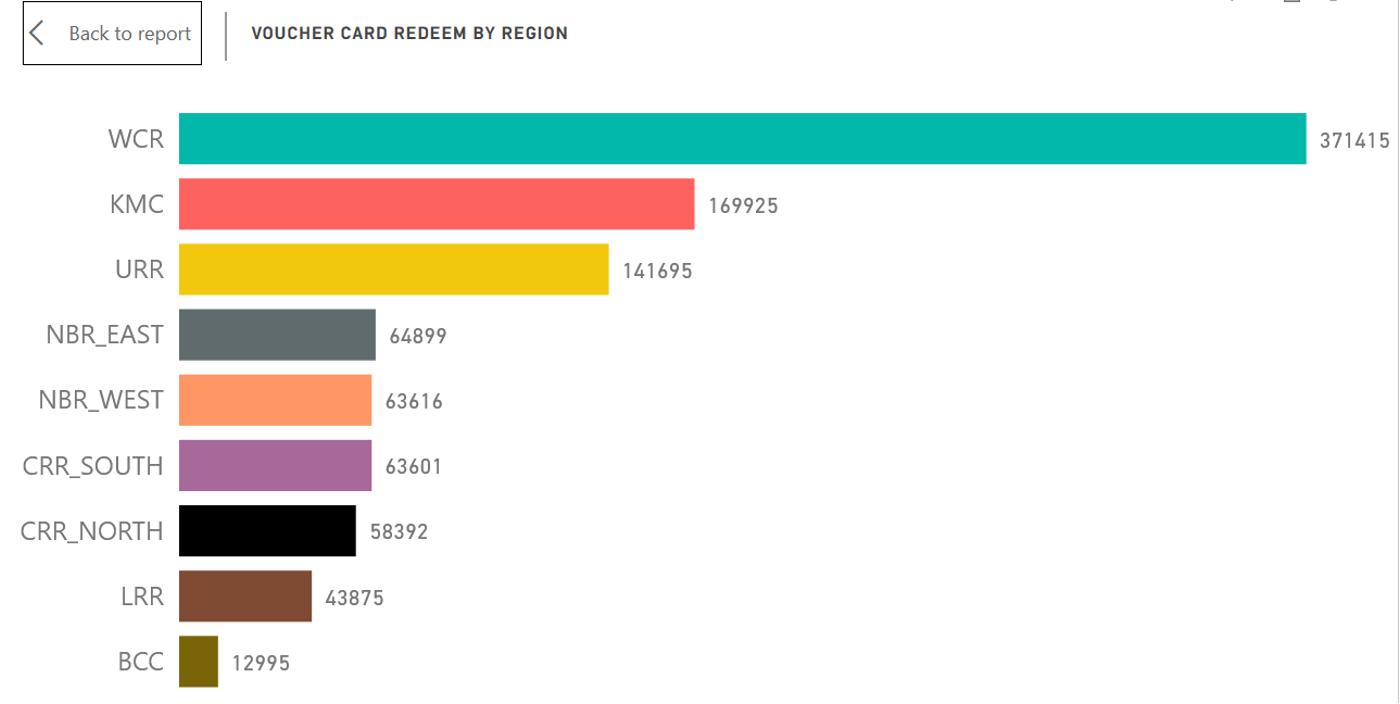 Back to report
VOUCHER CARD REDEEM BY REGION
WCR 371415
KMC 169925
URR 141695
NBR_EAST 64899
NBR_WEST 63616
CRR_SOUTH 63601
CRR_NORTH 58392
LRR 43875
BCC 12995